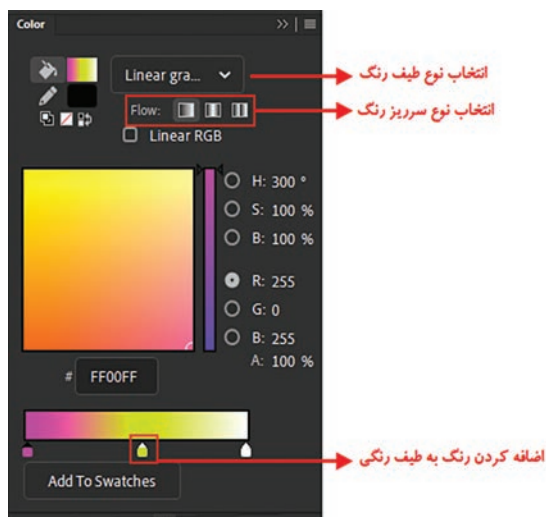 Color
Linear gra...
انتخاب نوع طیف رنگ
Flow:
انتخاب نوع سرریز رنگ
Linear RGB
H: 300 °
S: 100 %
B: 100 %
R: 255
G: 0
B: 255
A: 100 %
# FF00FF
اضافه کردن رنگ به طیف رنگی
Add To Swatches